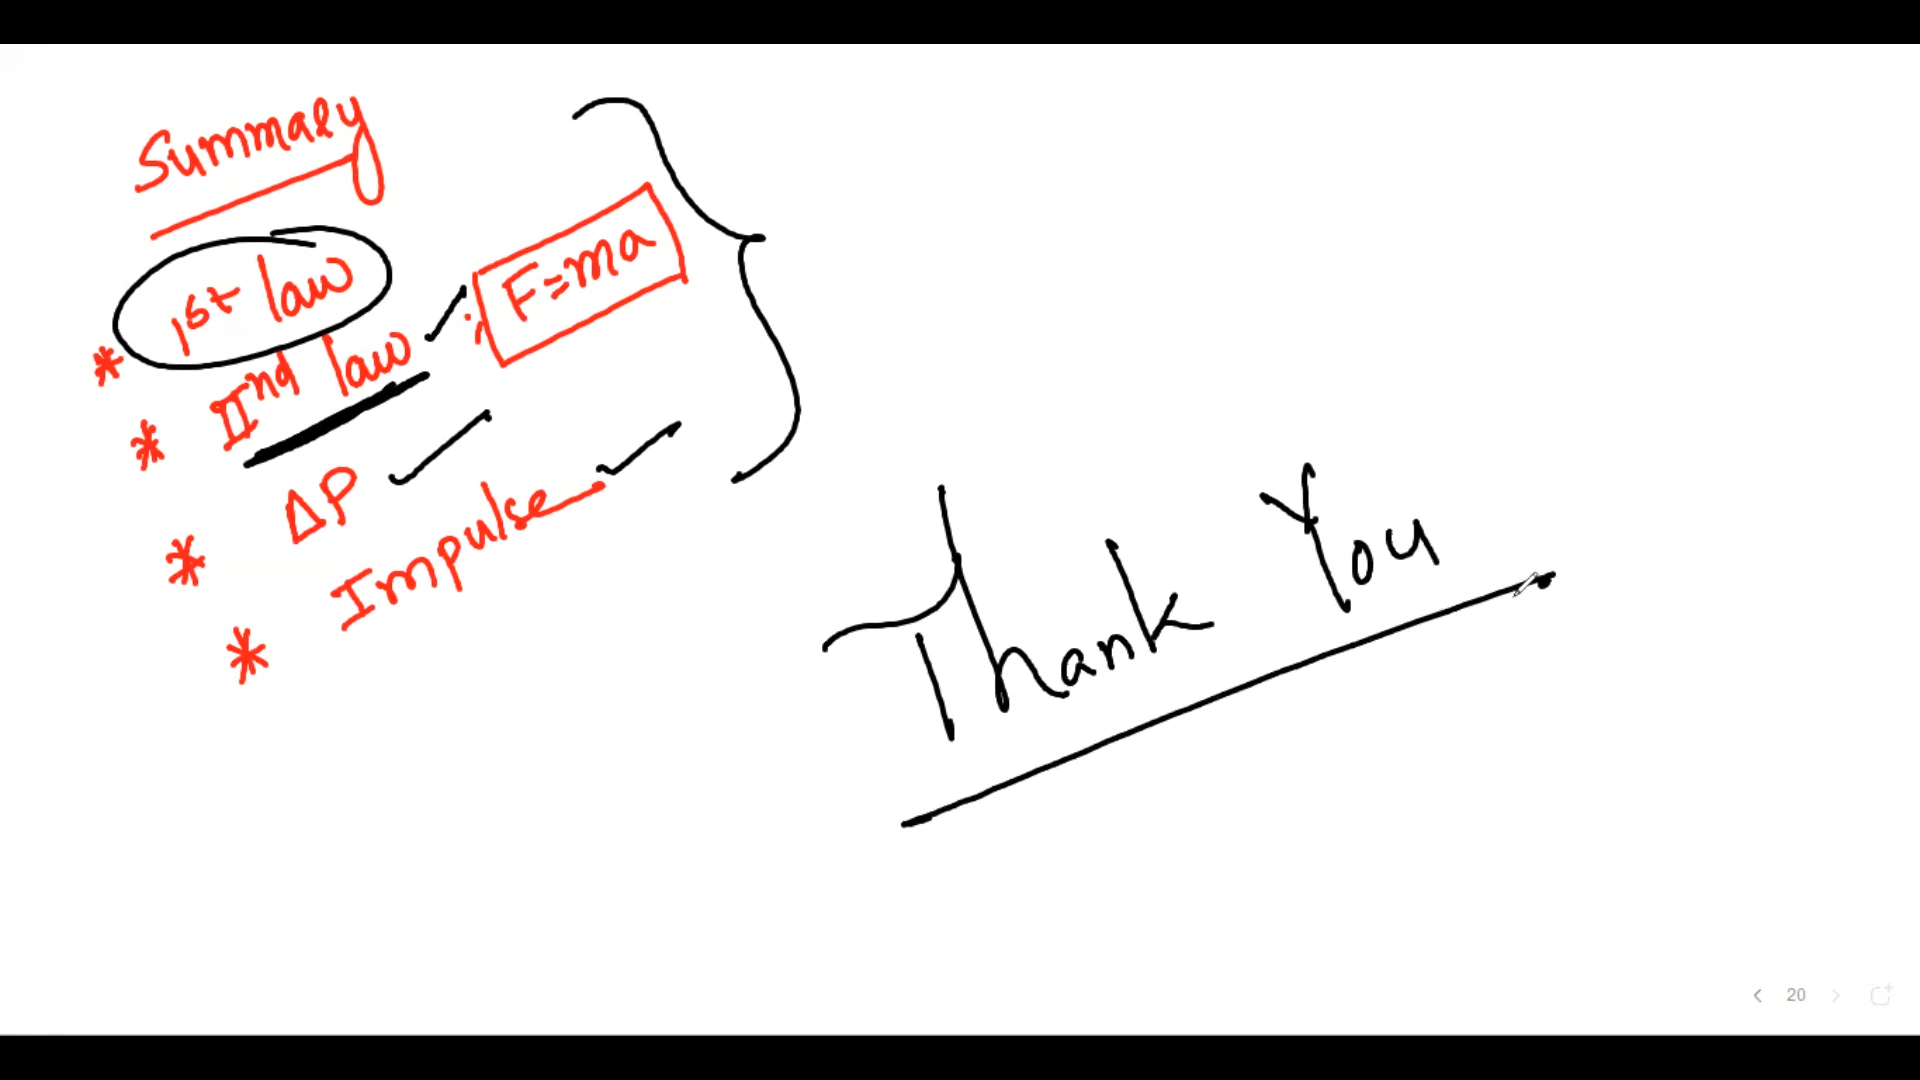 Summary
* 1st law
* IInd law ; F=ma
* ΔP
* Impulse
Thank You
< 20 >